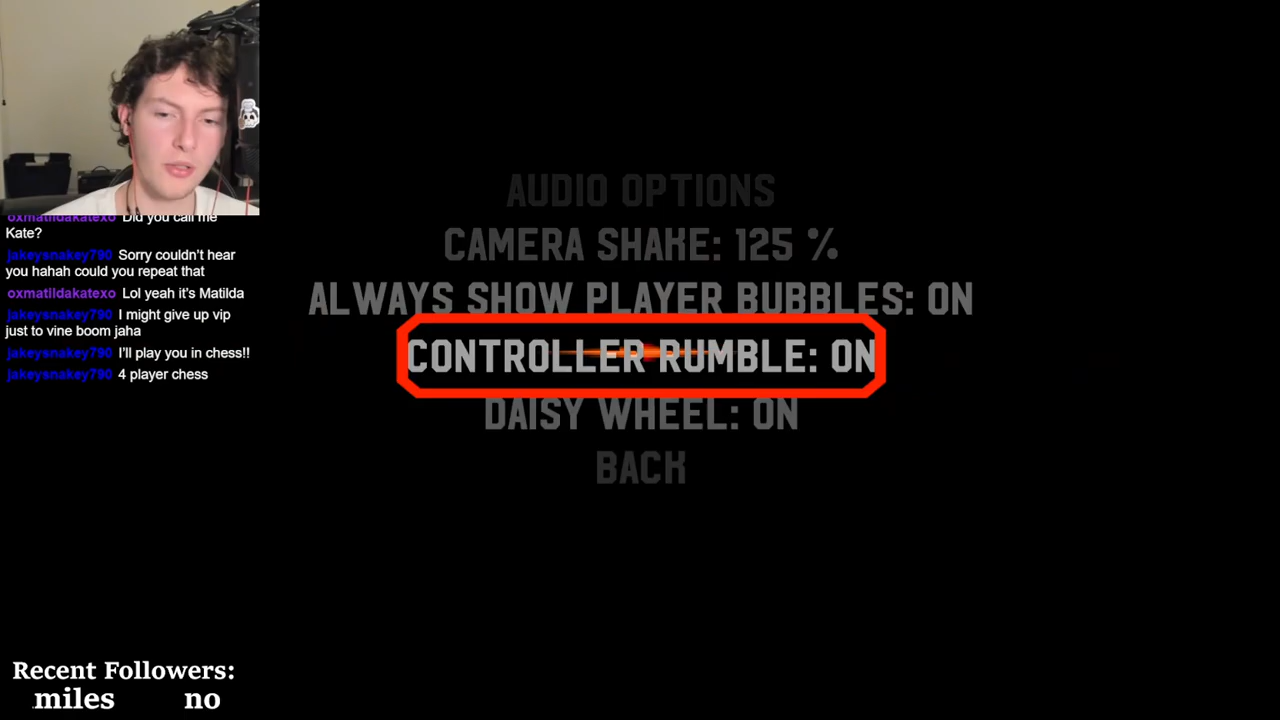 oxmatildakatexo Did you call me
Kate?
jakeysnakey790 Sorry couldn't hear
you hahah could you repeat that
oxmatildakatexo Lol yeah it's Matilda
jakeysnakey790 I might give up vip
just to vine boom jaha
jakeysnakey790 I'll play you in chess!!
jakeysnakey790 4 player chess
AUDIO OPTIONS
CAMERA SHAKE: 125 %
ALWAYS SHOW PLAYER BUBBLES: ON
CONTROLLER RUMBLE: ON
DAISY WHEEL: ON
BACK
Recent Followers:
miles no